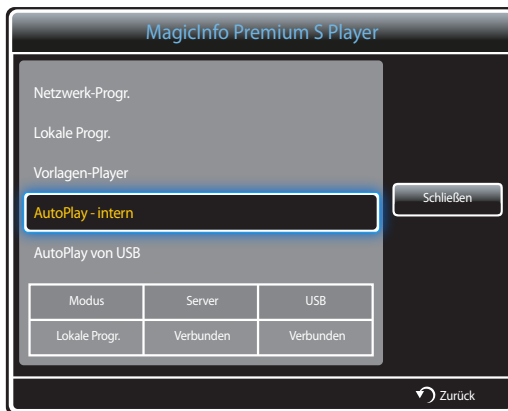 MagicInfo Premium S Player
Netzwerk-Progr.
Lokale Progr.
Vorlagen-Player
AutoPlay - intern
AutoPlay von USB
Schließen
Modus Server USB
Lokale Progr. Verbunden Verbunden
Zurück